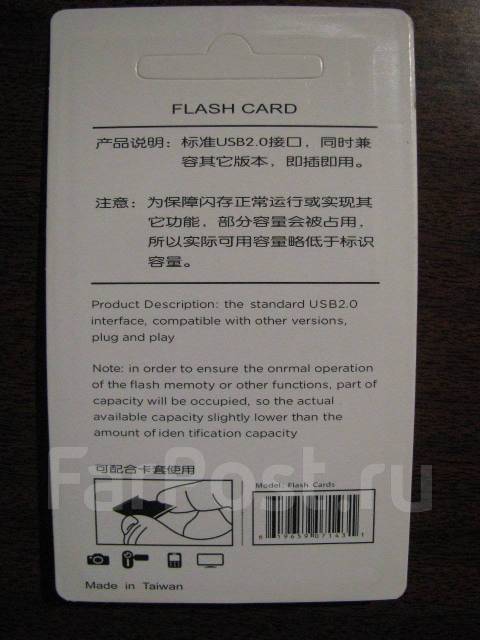 FLASH CARD
产品说明：标准USB2.0接口，同时兼
容其它版本，即插即用。
注意：为保障闪存正常运行或实现其
它功能，部分容量会被占用，
所以实际可用容量略低于标识
容量。
Product Description: the standard USB2.0
interface, compatible with other versions,
plug and play
Note: in order to ensure the onrmal operation
of the flash memoty or other functions, part of
capacity will be occupied, so the actual
available capacity slightly lower than the
amount of iden tification capacity
可配合卡套使用
FarPost.ru
Model: Flash Cards
6 19659 07143 1
Made in Taiwan